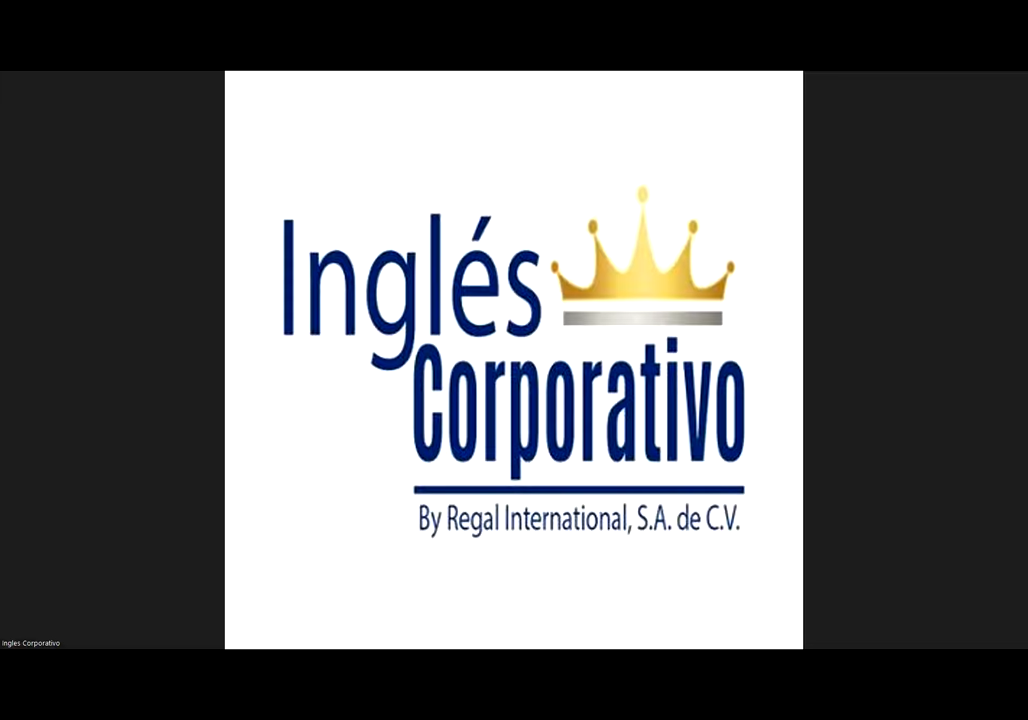 Inglés
Corporativo
By Regal International, S.A. de C.V.
Ingles Corporativo